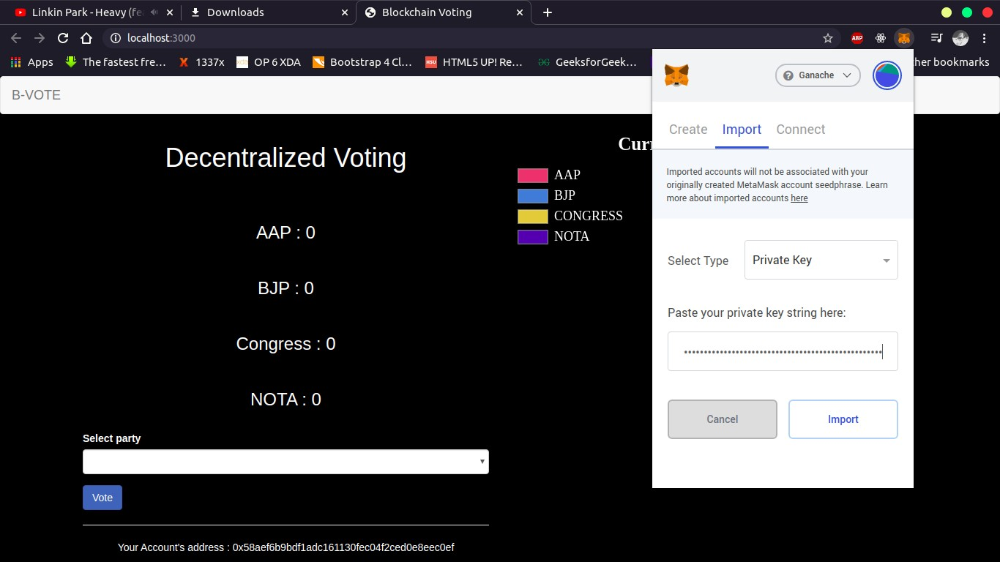 Linkin Park - Heavy (fe
Downloads
Blockchain Voting
localhost:3000
ABP
Apps
The fastest fre...
1337x
xda
OP 6 XDA
Bootstrap 4 Cl...
HSU
HTML5 UP! Re...
GeeksforGeek...
her bookmarks
B-VOTE
Decentralized Voting
AAP : 0
BJP : 0
Congress : 0
NOTA : 0
Select party
Vote
Your Account's address : 0x58aef6b9bdf1adc161130fec04f2ced0e8eec0ef
Curr
AAP
BJP
CONGRESS
NOTA
Ganache
Create Import Connect
Imported accounts will not be associated with your
originally created MetaMask account seedphrase. Learn
more about imported accounts here
Select Type
Private Key
Paste your private key string here:
Cancel
Import